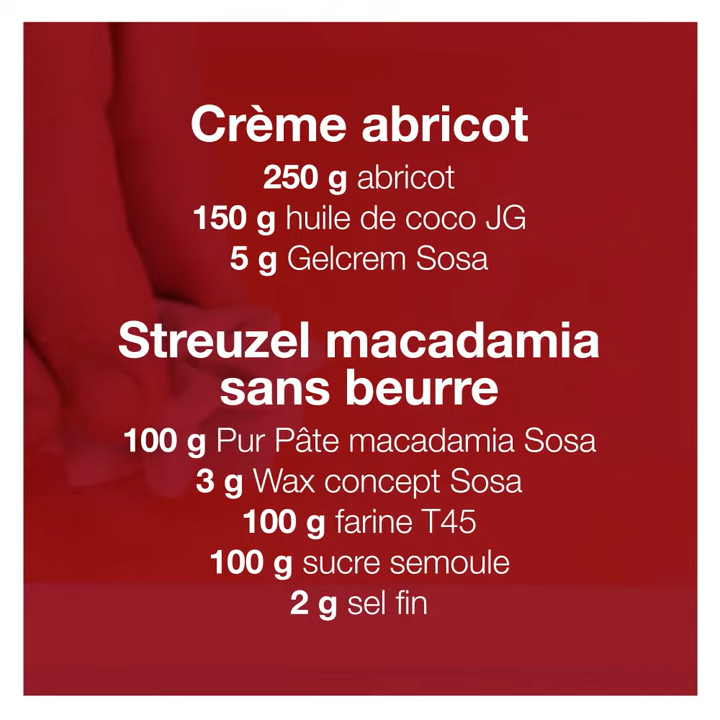 Crème abricot
250 g abricot
150 g huile de coco JG
5 g Gelcrem Sosa
Streuzel macadamia
sans beurre
100 g Pur Pâte macadamia Sosa
3 g Wax concept Sosa
100 g farine T45
100 g sucre semoule
2 g sel fin